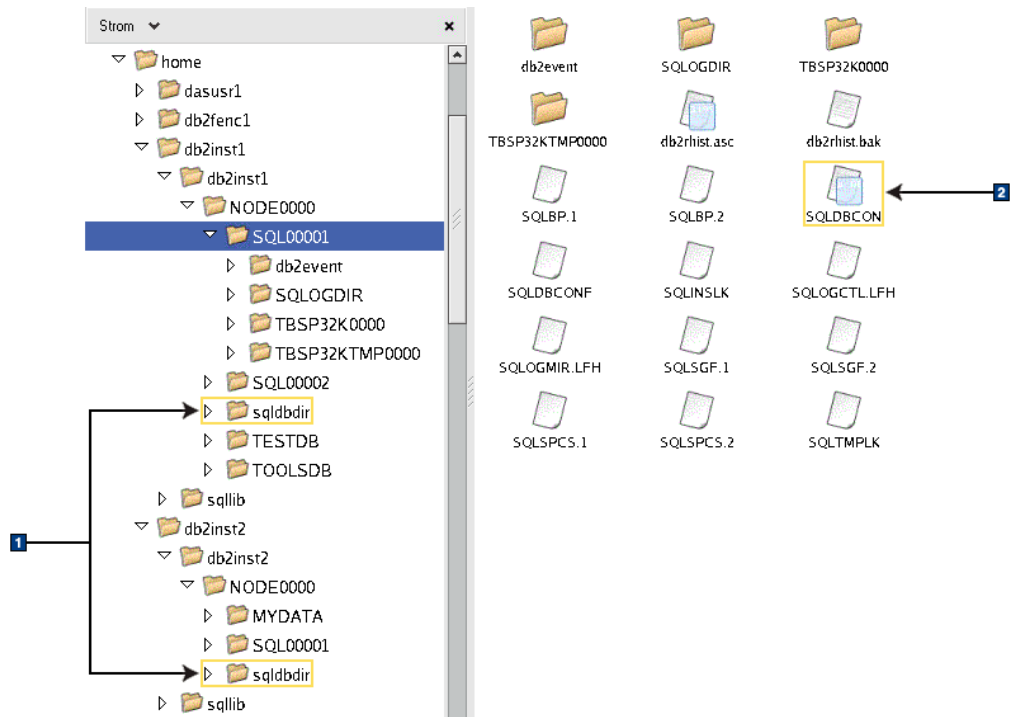 Strom
home
dasusr1
db2fenc1
db2inst1
db2inst1
NODE0000
SQL00001
db2event
SQLOGDIR
TBSP32K0000
TBSP32KTMP0000
SQL00002
sqldbdir
TESTDB
TOOLSDB
sqllib
db2inst2
db2inst2
NODE0000
MYDATA
SQL00001
sqldbdir
sqllib
1
db2event SQLOGDIR TBSP32K0000
TBSP32KTMP0000 db2rhist.asc db2rhist.bak
SQLBP.1 SQLBP.2 SQLDBCON
2
SQLDBCONF SQLINSLK SQLOGCTL.LFH
SQLOGMIR.LFH SQLSGF.1 SQLSGF.2
SQLSPCS.1 SQLSPCS.2 SQLTMPLK